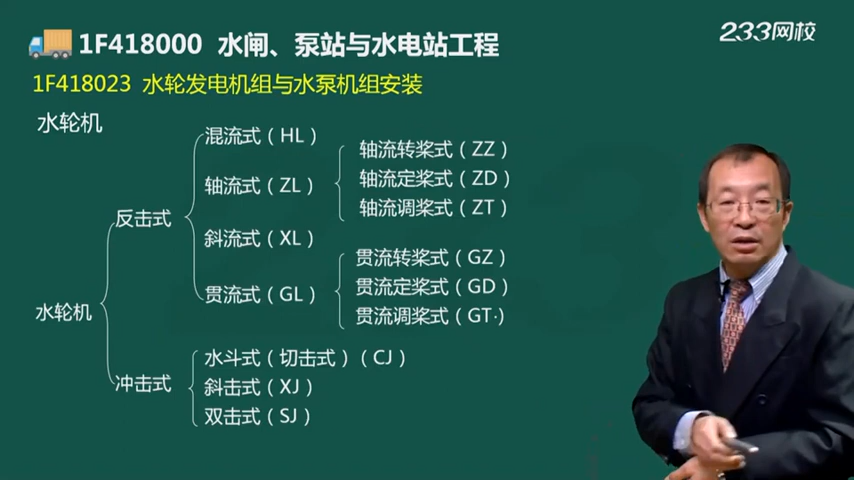 1F418000 水闸、泵站与水电站工程
233网校
1F418023 水轮发电机组与水泵机组安装
水轮机
混流式（HL）
轴流式（ZL）
轴流转桨式（ZZ）
轴流定桨式（ZD）
轴流调桨式（ZT）
反击式
斜流式（XL）
贯流式（GL）
贯流转桨式（GZ）
贯流定桨式（GD）
贯流调桨式（GT·）
水轮机
冲击式
水斗式（切击式）（CJ）
斜击式（XJ）
双击式（SJ）